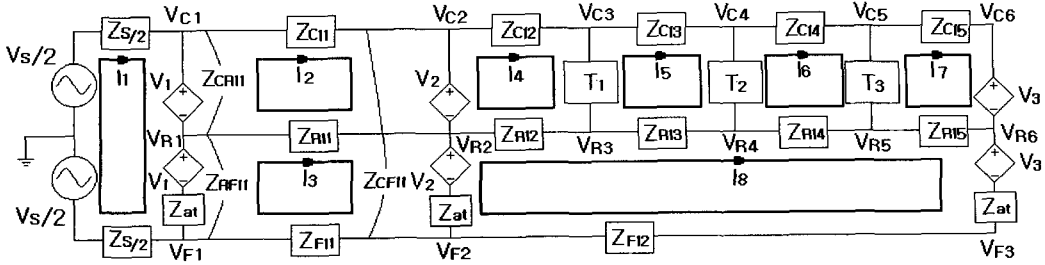 VC1 VC2 VC3 VC4 VC5 VC6
ZS/2 ZC11 ZC12 ZC13 ZC14 ZC15
VS/2 I1 ZCR11 I2 I4 I5 I6 I7
V1 V2 T1 T2 T3 V3
+ − + − + −
VR1 ZR11 VR2 ZR12 VR3 ZR13 VR4 ZR14 VR5 ZR15 VR6
V1 ZRF11 I3 ZCF11 V2 I8 V3
+ − + − + −
VS/2 Zat Zat Zat
ZS/2 VF1 ZF11 VF2 ZF12 VF3